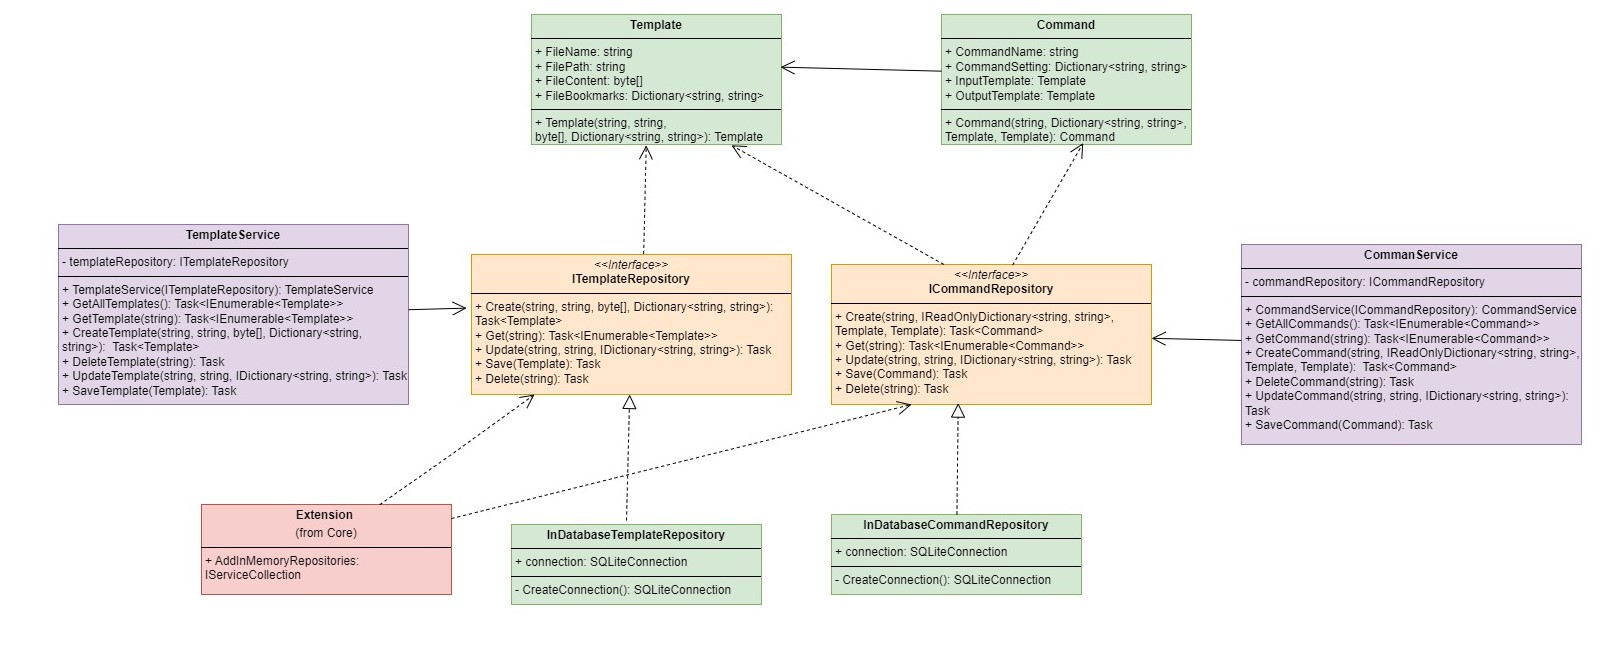 Template
+ FileName: string
+ FilePath: string
+ FileContent: byte[]
+ FileBookmarks: Dictionary<string, string>
+ Template(string, string,
byte[], Dictionary<string, string>): Template
Command
+ CommandName: string
+ CommandSetting: Dictionary<string, string>
+ InputTemplate: Template
+ OutputTemplate: Template
+ Command(string, Dictionary<string, string>,
Template, Template): Command
TemplateService
- templateRepository: ITemplateRepository
+ TemplateService(ITemplateRepository): TemplateService
+ GetAllTemplates(): Task<IEnumerable<Template>>
+ GetTemplate(string): Task<IEnumerable<Template>>
+ CreateTemplate(string, string, byte[], Dictionary<string,
string>): Task<Template>
+ DeleteTemplate(string): Task
+ UpdateTemplate(string, string, IDictionary<string, string>): Task
+ SaveTemplate(Template): Task
<<Interface>>
ITemplateRepository
+ Create(string, string, byte[], Dictionary<string, string>):
Task<Template>
+ Get(string): Task<IEnumerable<Template>>
+ Update(string, string, IDictionary<string, string>): Task
+ Save(Template): Task
+ Delete(string): Task
<<Interface>>
ICommandRepository
+ Create(string, IReadOnlyDictionary<string, string>,
Template, Template): Task<Command>
+ Get(string): Task<IEnumerable<Command>>
+ Update(string, string, IDictionary<string, string>): Task
+ Save(Command): Task
+ Delete(string): Task
CommanService
- commandRepository: ICommandRepository
+ CommandService(ICommandRepository): CommandService
+ GetAllCommands(): Task<IEnumerable<Command>>
+ GetCommand(string): Task<IEnumerable<Command>>
+ CreateCommand(string, IReadOnlyDictionary<string, string>,
Template, Template): Task<Command>
+ DeleteCommand(string): Task
+ UpdateCommand(string, string, IDictionary<string, string>):
Task
+ SaveCommand(Command): Task
Extension
(from Core)
+ AddInMemoryRepositories:
IServiceCollection
InDatabaseTemplateRepository
+ connection: SQLiteConnection
- CreateConnection(): SQLiteConnection
InDatabaseCommandRepository
+ connection: SQLiteConnection
- CreateConnection(): SQLiteConnection